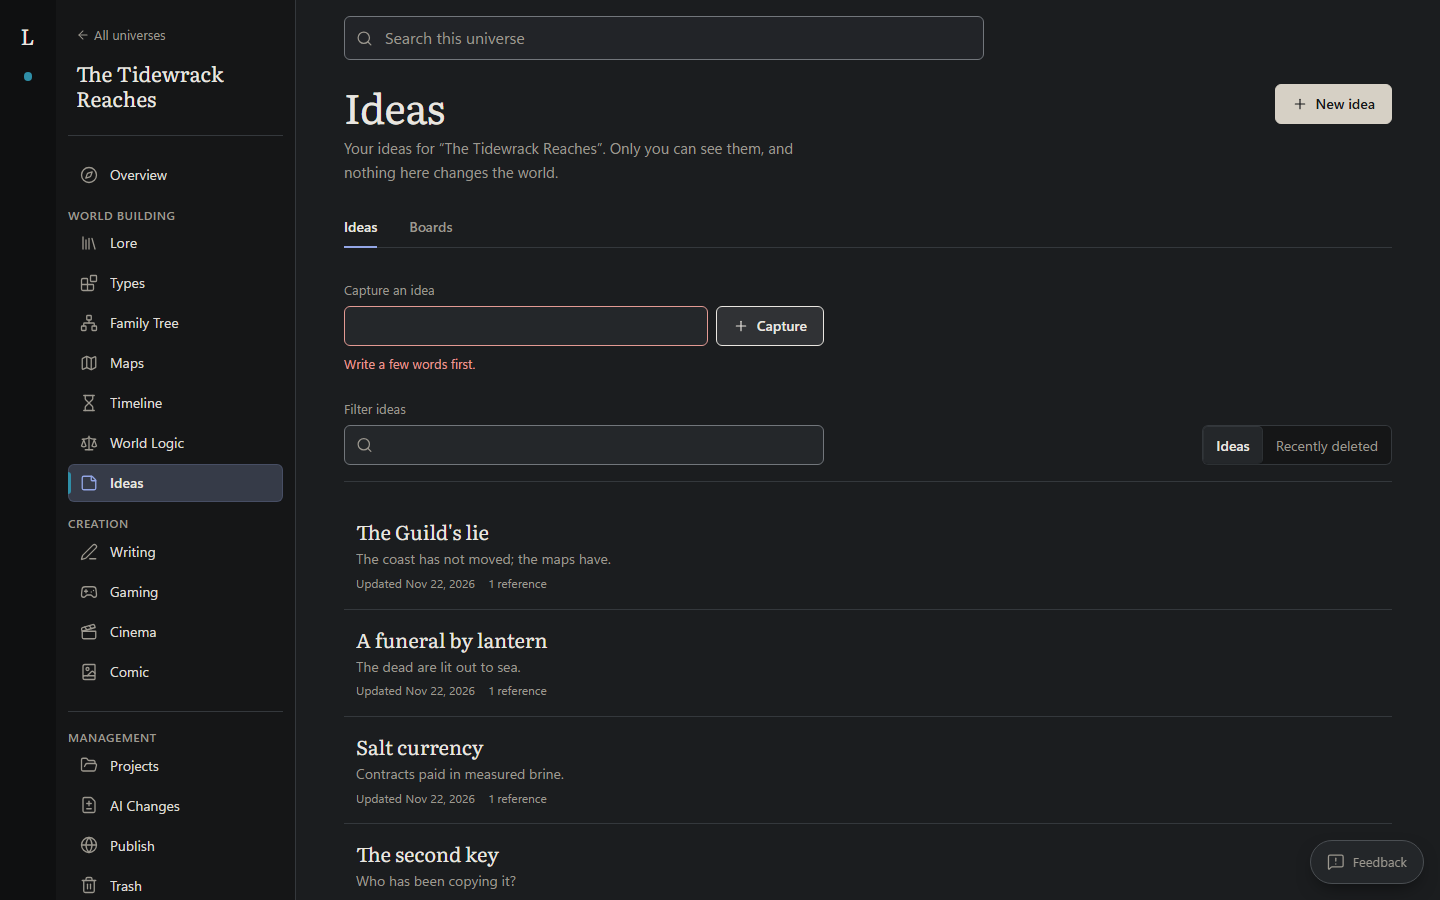 L
All universes
The Tidewrack
Reaches
Overview
WORLD BUILDING
Lore
Types
Family Tree
Maps
Timeline
World Logic
Ideas
CREATION
Writing
Gaming
Cinema
Comic
MANAGEMENT
Projects
AI Changes
Publish
Trash
Search this universe
Ideas
New idea
Your ideas for “The Tidewrack Reaches”. Only you can see them, and
nothing here changes the world.
Ideas Boards
Capture an idea
Capture
Write a few words first.
Filter ideas
Ideas Recently deleted
The Guild's lie
The coast has not moved; the maps have.
Updated Nov 22, 2026 1 reference
A funeral by lantern
The dead are lit out to sea.
Updated Nov 22, 2026 1 reference
Salt currency
Contracts paid in measured brine.
Updated Nov 22, 2026 1 reference
The second key
Who has been copying it?
Feedback